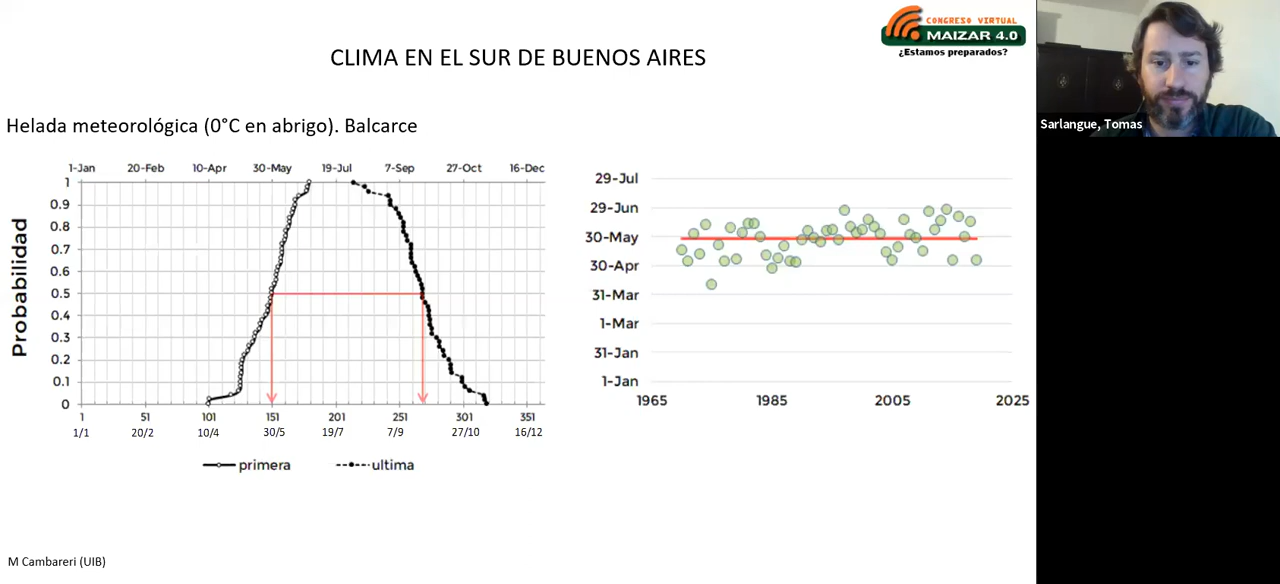 CONGRESO VIRTUAL
MAIZAR 4.0
¿Estamos preparados?
CLIMA EN EL SUR DE BUENOS AIRES
Sarlangue, Tomas
Helada meteorológica (0°C en abrigo). Balcarce
1-Jan 20-Feb 10-Apr 30-May 19-Jul 7-Sep 27-Oct 16-Dec
Probabilidad
1
0.9
0.8
0.7
0.6
0.5
0.4
0.3
0.2
0.1
0
1 51 101 151 201 251 301 351
1/1 20/2 10/4 30/5 19/7 7/9 27/10 16/12
primera ultima
29-Jul
29-Jun
30-May
30-Apr
31-Mar
1-Mar
31-Jan
1-Jan
1965 1985 2005 2025
M Cambareri (UIB)